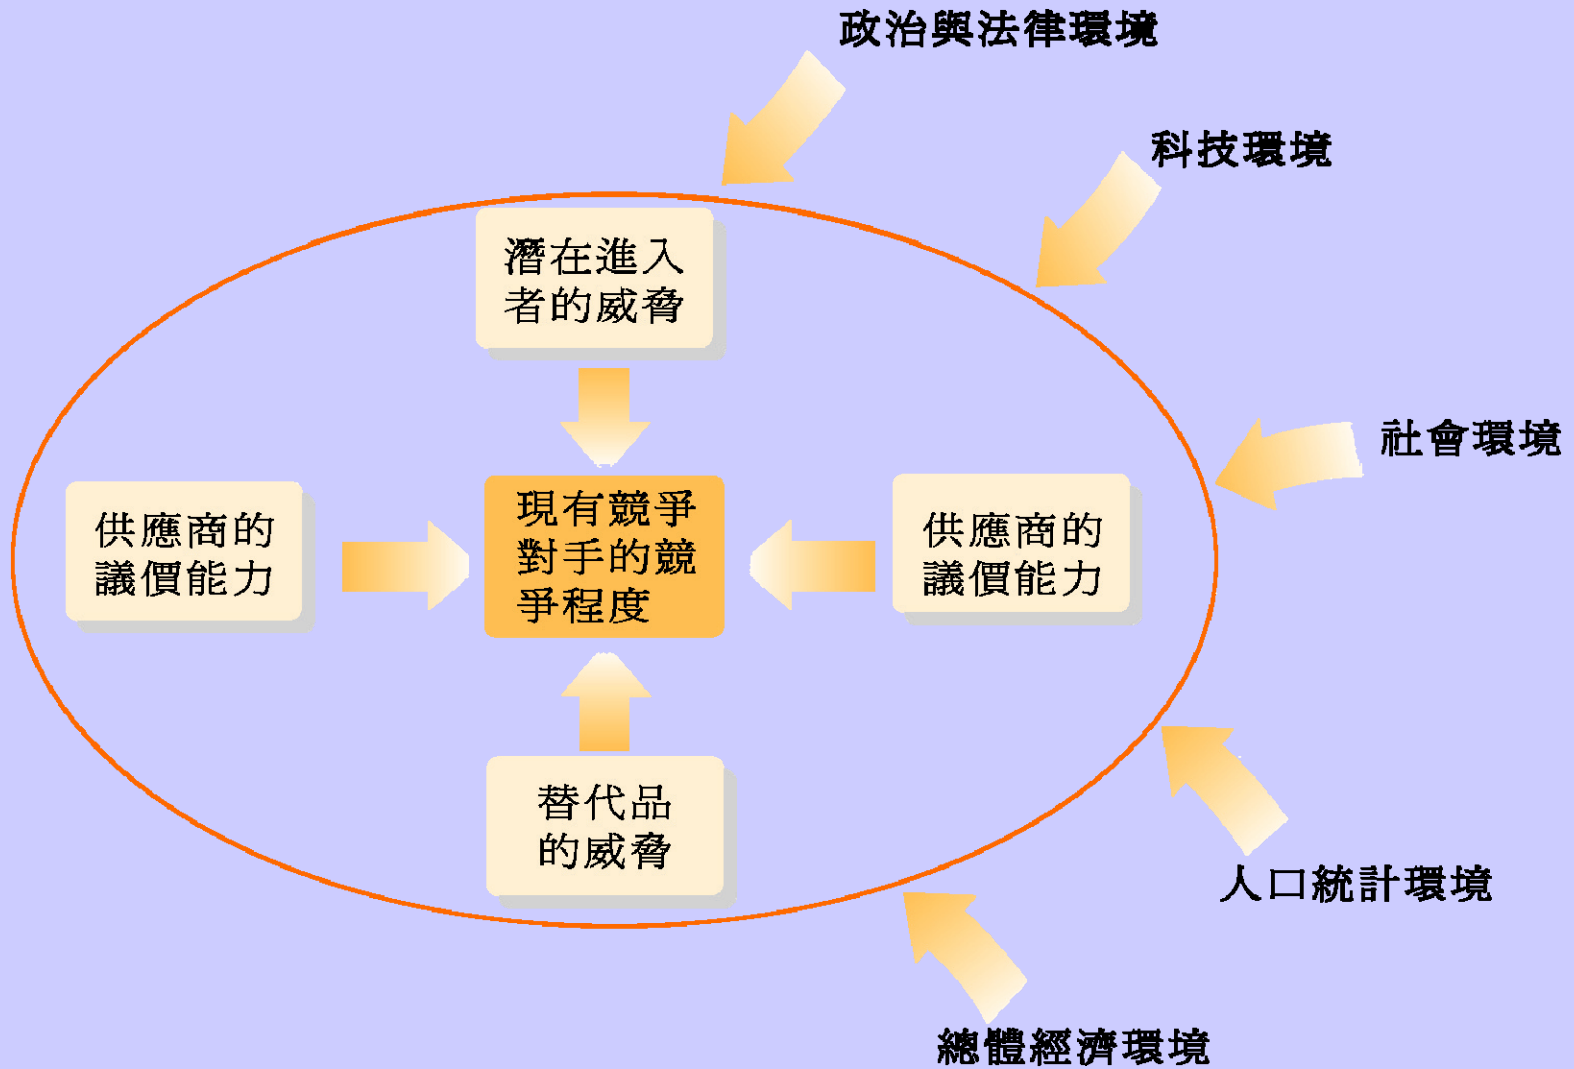 政治與法律環境
科技環境
潛在進入
者的威脅
社會環境
供應商的
議價能力
現有競爭
對手的競
爭程度
供應商的
議價能力
替代品
的威脅
人口統計環境
總體經濟環境